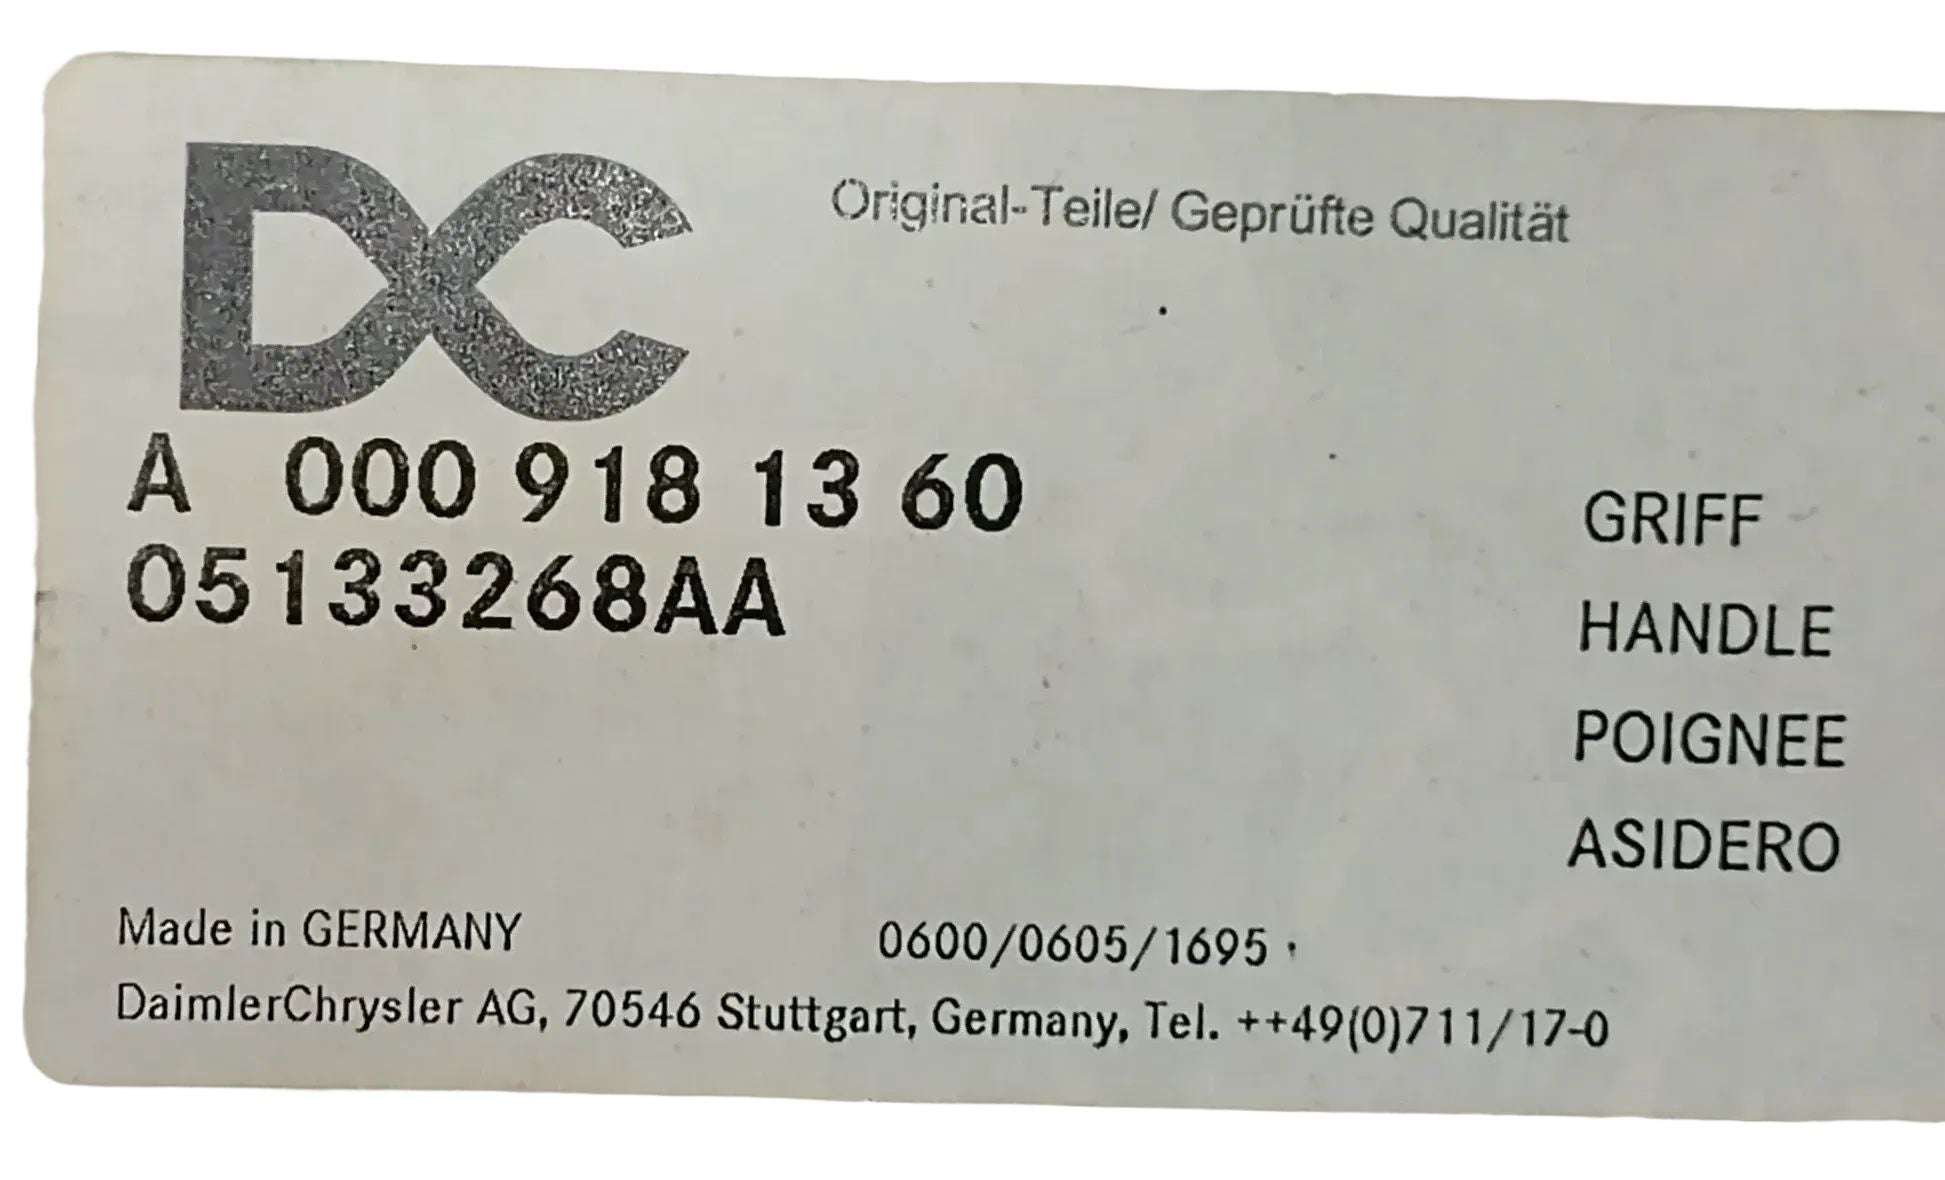 DC
Original-Teile/ Geprüfte Qualität
A 000 918 13 60
05133268AA
GRIFF
HANDLE
POIGNEE
ASIDERO
Made in GERMANY 0600/0605/1695
DaimlerChrysler AG, 70546 Stuttgart, Germany, Tel. ++49(0)711/17-0